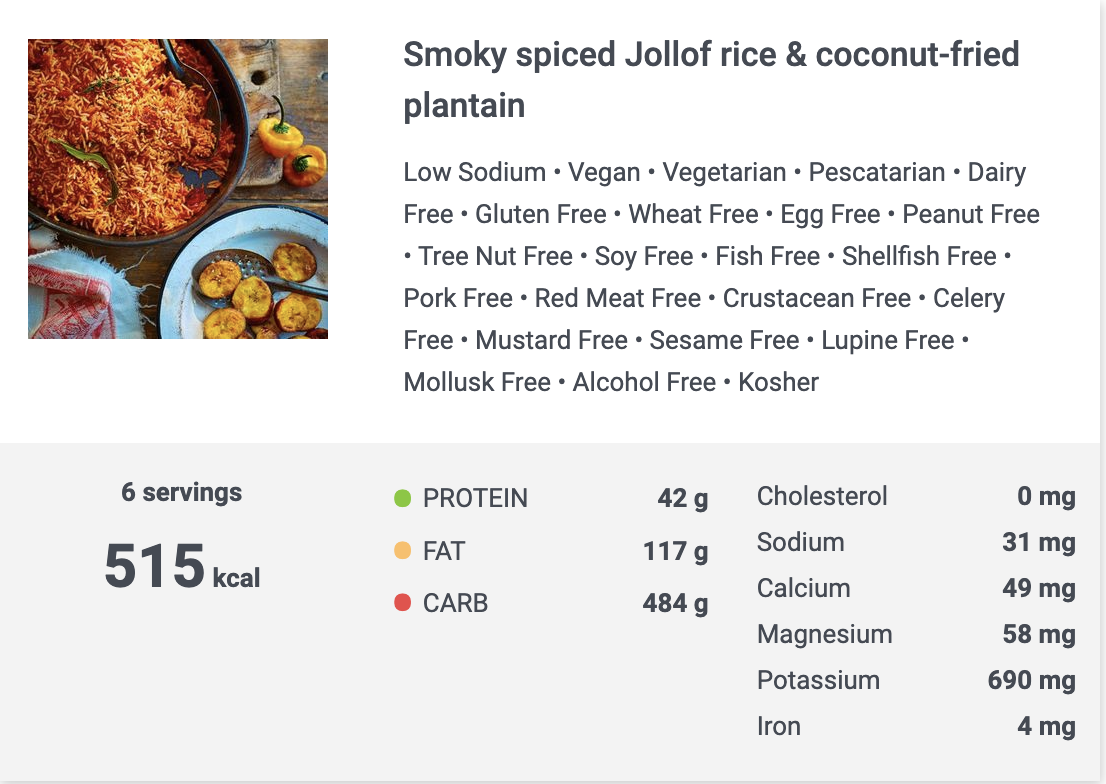 Smoky spiced Jollof rice & coconut-fried
plantain
Low Sodium • Vegan • Vegetarian • Pescatarian • Dairy
Free • Gluten Free • Wheat Free • Egg Free • Peanut Free
• Tree Nut Free • Soy Free • Fish Free • Shellfish Free •
Pork Free • Red Meat Free • Crustacean Free • Celery
Free • Mustard Free • Sesame Free • Lupine Free •
Mollusk Free • Alcohol Free • Kosher
6 servings
515 kcal
PROTEIN 42 g
FAT 117 g
CARB 484 g
Cholesterol 0 mg
Sodium 31 mg
Calcium 49 mg
Magnesium 58 mg
Potassium 690 mg
Iron 4 mg